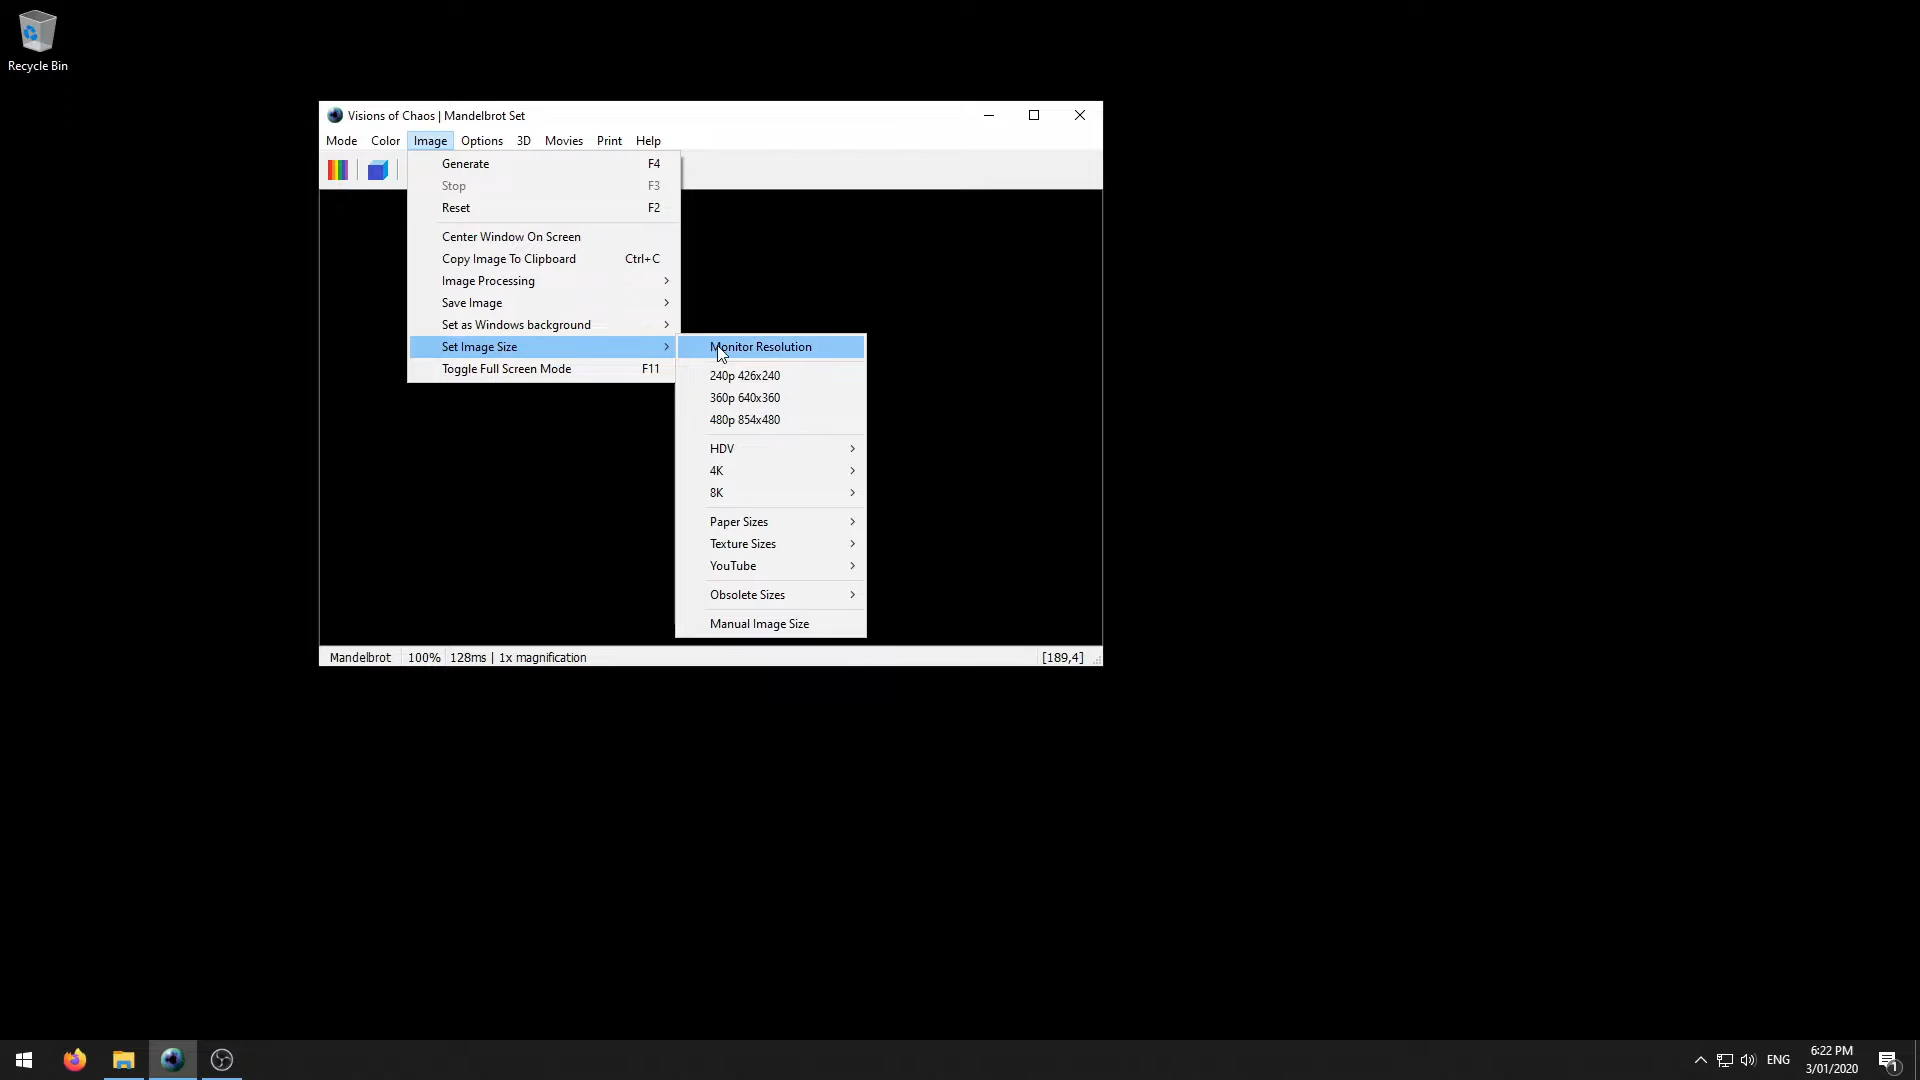 Recycle Bin
Visions of Chaos | Mandelbrot Set
Mode Color Image Options 3D Movies Print Help
Generate F4
Stop F3
Reset F2
Center Window On Screen
Copy Image To Clipboard Ctrl+C
Image Processing
Save Image
Set as Windows background
Set Image Size
Toggle Full Screen Mode F11
Monitor Resolution
240p 426x240
360p 640x360
480p 854x480
HDV
4K
8K
Paper Sizes
Texture Sizes
YouTube
Obsolete Sizes
Manual Image Size
Mandelbrot 100% 128ms | 1x magnification [189,4]
ENG
6:22 PM
3/01/2020
1